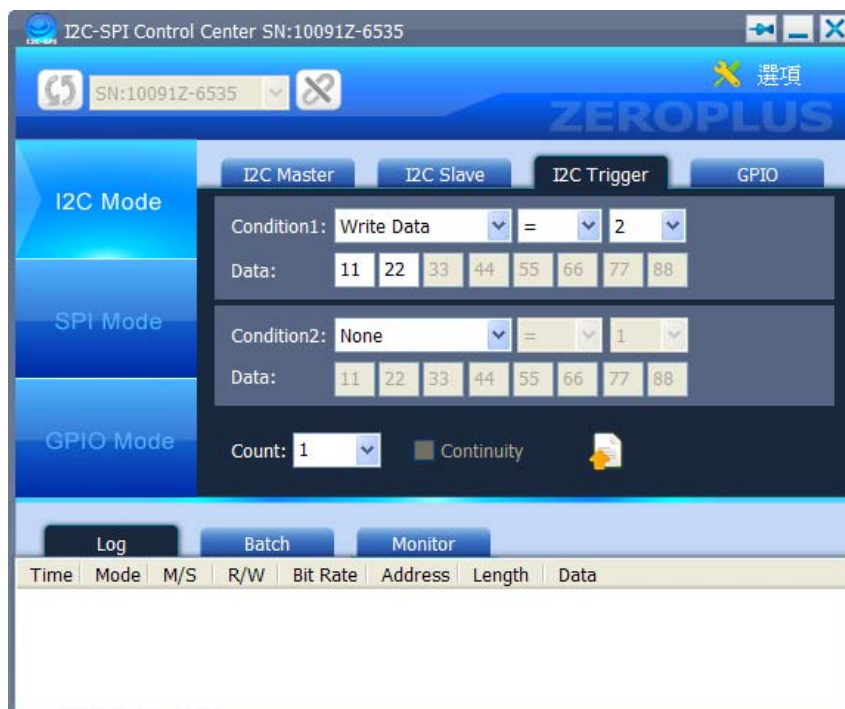 I2C-SPI Control Center SN:10091Z-6535
SN:10091Z-6535 選項
ZEROPLUS
I2C Master I2C Slave I2C Trigger GPIO
I2C Mode
Condition1: Write Data = 2
Data: 11 22 33 44 55 66 77 88
SPI Mode
Condition2: None = 1
Data: 11 22 33 44 55 66 77 88
GPIO Mode
Count: 1 Continuity
Log Batch Monitor
Time Mode M/S R/W Bit Rate Address Length Data